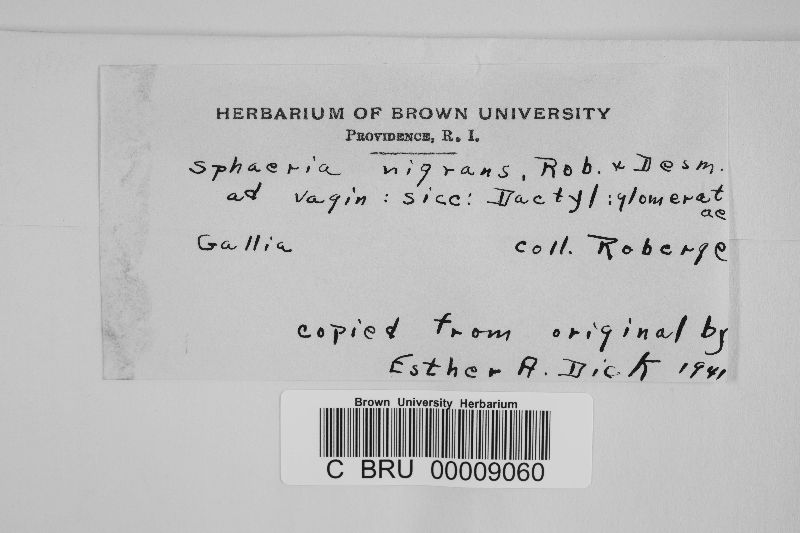 HERBARIUM OF BROWN UNIVERSITY
PROVIDENCE, R. I.
Sphaeria nigrans, Rob. & Desm.
ad vagin: sicc: Dactyl: glomerat
ae
Gallia coll. Roberge
copied from original by
Esther A. Dick 1941
Brown University Herbarium
C BRU 00009060